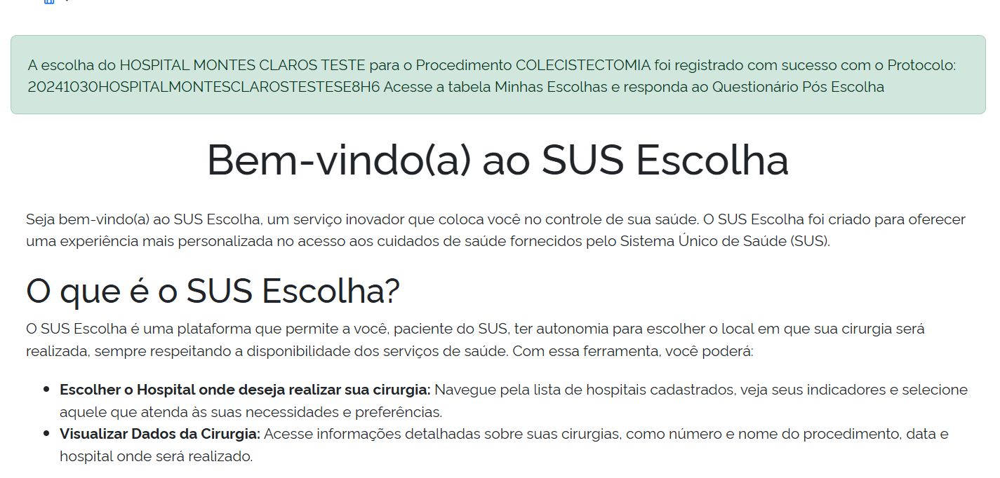 A escolha do HOSPITAL MONTES CLAROS TESTE para o Procedimento COLECISTECTOMIA foi registrado com sucesso com o Protocolo:
20241030HOSPITALMONTESCLAROSTESTESE8H6 Acesse a tabela Minhas Escolhas e responda ao Questionário Pós Escolha
Bem-vindo(a) ao SUS Escolha
Seja bem-vindo(a) ao SUS Escolha, um serviço inovador que coloca você no controle de sua saúde. O SUS Escolha foi criado para oferecer
uma experiência mais personalizada no acesso aos cuidados de saúde fornecidos pelo Sistema Único de Saúde (SUS).
O que é o SUS Escolha?
O SUS Escolha é uma plataforma que permite a você, paciente do SUS, ter autonomia para escolher o local em que sua cirurgia será
realizada, sempre respeitando a disponibilidade dos serviços de saúde. Com essa ferramenta, você poderá:
• Escolher o Hospital onde deseja realizar sua cirurgia: Navegue pela lista de hospitais cadastrados, veja seus indicadores e selecione
aquele que atenda às suas necessidades e preferências.
• Visualizar Dados da Cirurgia: Acesse informações detalhadas sobre suas cirurgias, como número e nome do procedimento, data e
hospital onde será realizado.